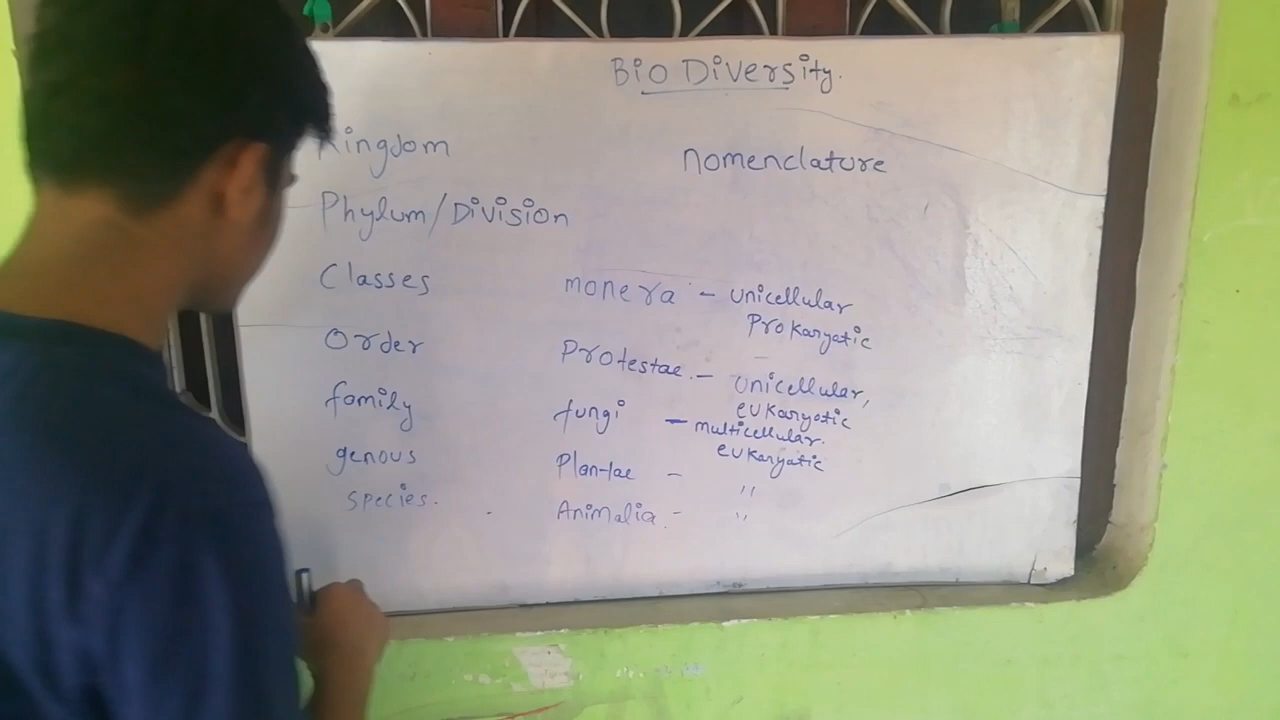 Bio Diversity.
Kingdom
nomenclature
Phylum/Division
Classes
Order
family
genous
species.
monera - unicellular
Prokaryotic
Protestae. - Unicellular,
eukaryotic
fungi - multicellular.
eukaryatic
Plantae - "
Animalia. - "